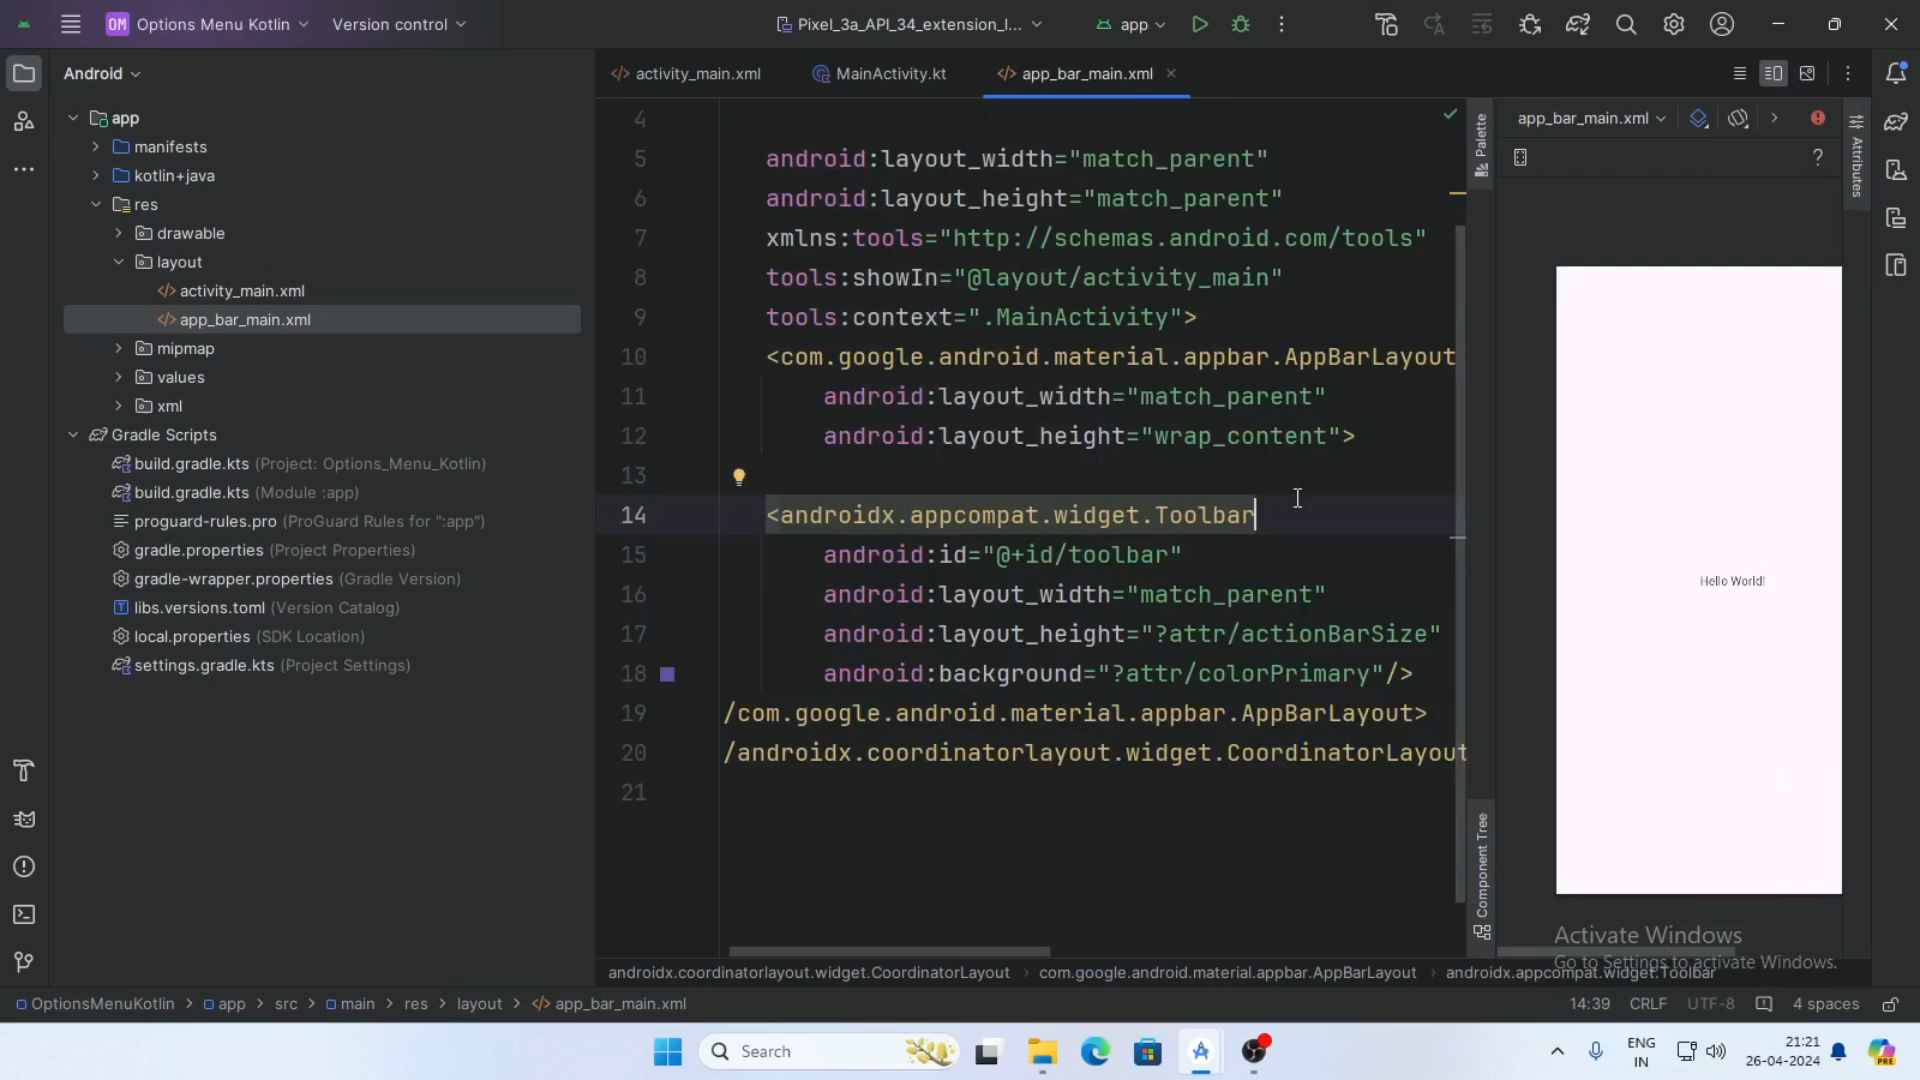 OM Options Menu Kotlin Version control Pixel_3a_API_34_extension_l... app
Android
activity_main.xml MainActivity.kt app_bar_main.xml
app
manifests
kotlin+java
res
drawable
layout
activity_main.xml
app_bar_main.xml
mipmap
values
xml
Gradle Scripts
build.gradle.kts (Project: Options_Menu_Kotlin)
build.gradle.kts (Module :app)
proguard-rules.pro (ProGuard Rules for ":app")
gradle.properties (Project Properties)
gradle-wrapper.properties (Gradle Version)
libs.versions.toml (Version Catalog)
local.properties (SDK Location)
settings.gradle.kts (Project Settings)
4
5 android:layout_width="match_parent"
6 android:layout_height="match_parent"
7 xmlns:tools="http://schemas.android.com/tools"
8 tools:showIn="@layout/activity_main"
9 tools:context=".MainActivity">
10 <com.google.android.material.appbar.AppBarLayout
11 android:layout_width="match_parent"
12 android:layout_height="wrap_content">
13
14 <androidx.appcompat.widget.Toolbar
15 android:id="@+id/toolbar"
16 android:layout_width="match_parent"
17 android:layout_height="?attr/actionBarSize"
18 android:background="?attr/colorPrimary"/>
19 /com.google.android.material.appbar.AppBarLayout>
20 /androidx.coordinatorlayout.widget.CoordinatorLayout
21
Palette
Component Tree
app_bar_main.xml
Attributes
Hello World!
Activate Windows
Go to Settings to activate Windows.
androidx.coordinatorlayout.widget.CoordinatorLayout › com.google.android.material.appbar.AppBarLayout › androidx.appcompat.widget.Toolbar
OptionsMenuKotlin > app > src > main > res > layout > app_bar_main.xml 14:39 CRLF UTF-8 4 spaces
Search
ENG
IN
21:21
26-04-2024
PRE